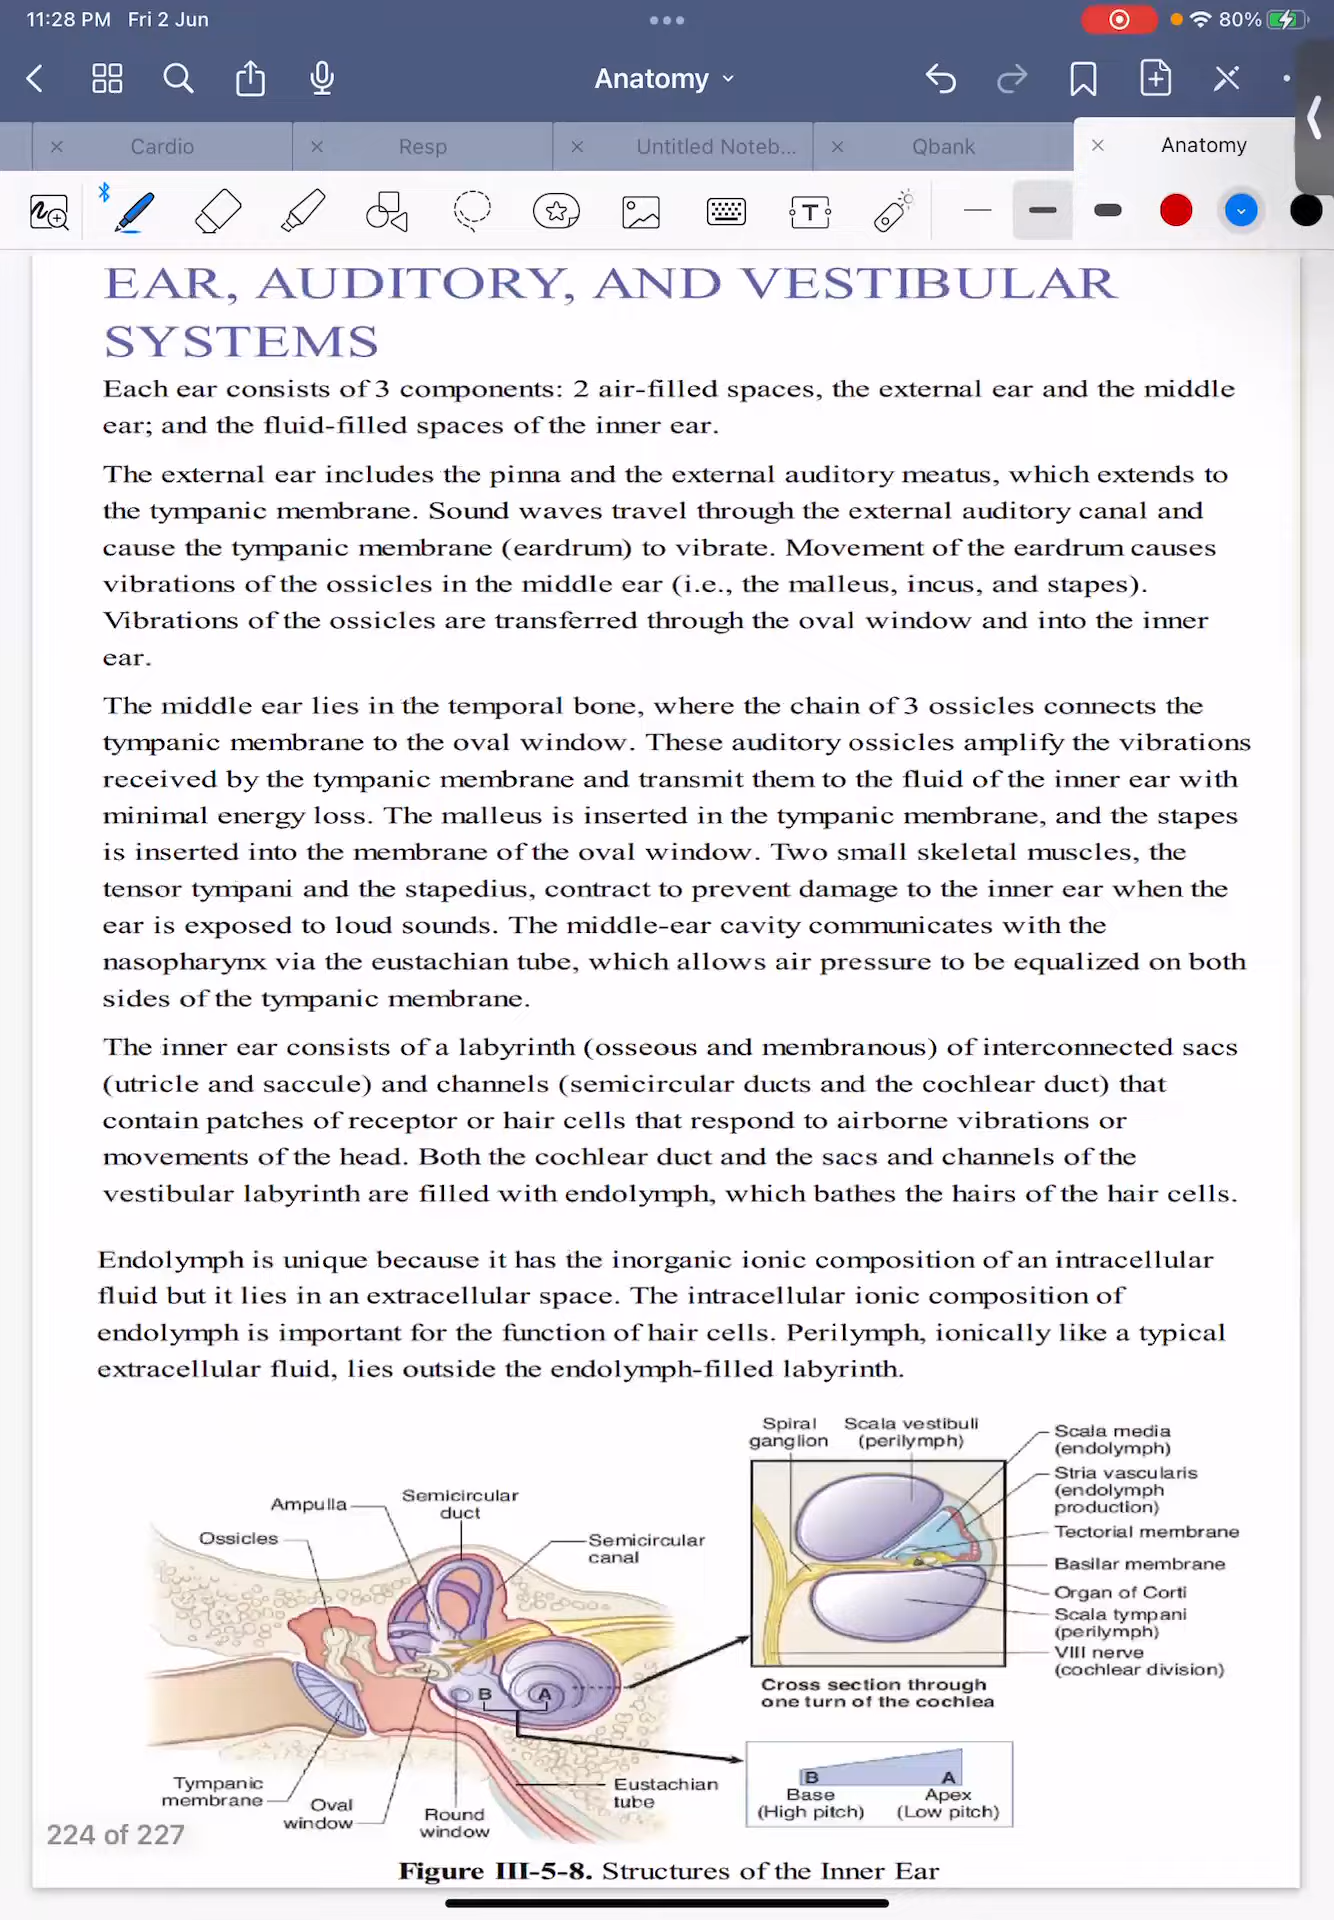 11:28 PM Fri 2 Jun
80%
Anatomy
Cardio
Resp
Untitled Noteb...
Qbank
Anatomy
EAR, AUDITORY, AND VESTIBULAR
SYSTEMS
Each ear consists of 3 components: 2 air-filled spaces, the external ear and the middle
ear; and the fluid-filled spaces of the inner ear.
The external ear includes the pinna and the external auditory meatus, which extends to
the tympanic membrane. Sound waves travel through the external auditory canal and
cause the tympanic membrane (eardrum) to vibrate. Movement of the eardrum causes
vibrations of the ossicles in the middle ear (i.e., the malleus, incus, and stapes).
Vibrations of the ossicles are transferred through the oval window and into the inner
ear.
The middle ear lies in the temporal bone, where the chain of 3 ossicles connects the
tympanic membrane to the oval window. These auditory ossicles amplify the vibrations
received by the tympanic membrane and transmit them to the fluid of the inner ear with
minimal energy loss. The malleus is inserted in the tympanic membrane, and the stapes
is inserted into the membrane of the oval window. Two small skeletal muscles, the
tensor tympani and the stapedius, contract to prevent damage to the inner ear when the
ear is exposed to loud sounds. The middle-ear cavity communicates with the
nasopharynx via the eustachian tube, which allows air pressure to be equalized on both
sides of the tympanic membrane.
The inner ear consists of a labyrinth (osseous and membranous) of interconnected sacs
(utricle and saccule) and channels (semicircular ducts and the cochlear duct) that
contain patches of receptor or hair cells that respond to airborne vibrations or
movements of the head. Both the cochlear duct and the sacs and channels of the
vestibular labyrinth are filled with endolymph, which bathes the hairs of the hair cells.
Endolymph is unique because it has the inorganic ionic composition of an intracellular
fluid but it lies in an extracellular space. The intracellular ionic composition of
endolymph is important for the function of hair cells. Perilymph, ionically like a typical
extracellular fluid, lies outside the endolymph-filled labyrinth.
Ampulla
Semicircular
duct
Ossicles
Semicircular
canal
B
A
Tympanic
membrane
Oval
window
Round
window
Eustachian
tube
Spiral
ganglion
Scala vestibuli
(perilymph)
Scala media
(endolymph)
Stria vascularis
(endolymph
production)
Tectorial membrane
Basilar membrane
Organ of Corti
Scala tympani
(perilymph)
VIII nerve
(cochlear division)
Cross section through
one turn of the cochlea
B
A
Base
(High pitch)
Apex
(Low pitch)
224 of 227
Figure III-5-8. Structures of the Inner Ear